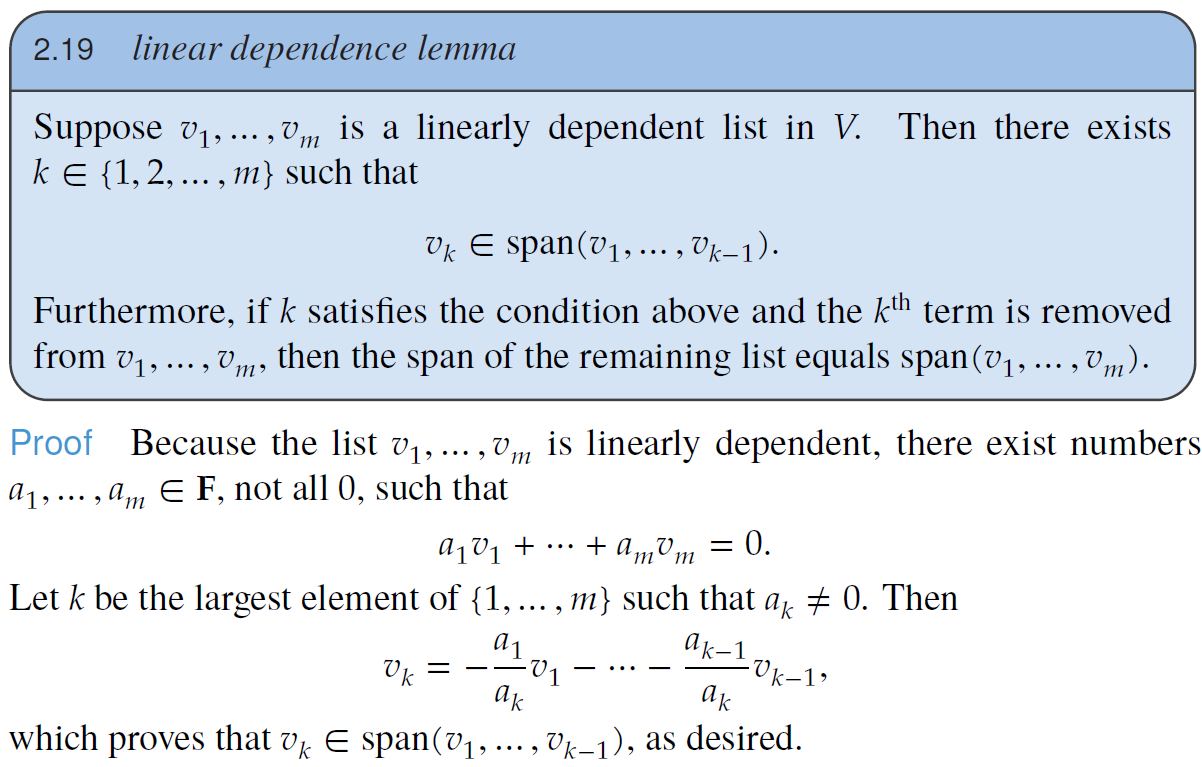 2.19 linear dependence lemma
Suppose v₁, … , vₘ is a linearly dependent list in V. Then there exists
k ∈ {1, 2, … , m} such that
vₖ ∈ span(v₁, … , vₖ₋₁).
Furthermore, if k satisfies the condition above and the kᵗʰ term is removed
from v₁, … , vₘ, then the span of the remaining list equals span(v₁, … , vₘ).
Proof Because the list v₁, … , vₘ is linearly dependent, there exist numbers
a₁, … , aₘ ∈ F, not all 0, such that
a₁v₁ + ⋯ + aₘvₘ = 0.
Let k be the largest element of {1, … , m} such that aₖ ≠ 0. Then
vₖ = −(a₁/aₖ)v₁ − ⋯ − (aₖ₋₁/aₖ)vₖ₋₁,
which proves that vₖ ∈ span(v₁, … , vₖ₋₁), as desired.